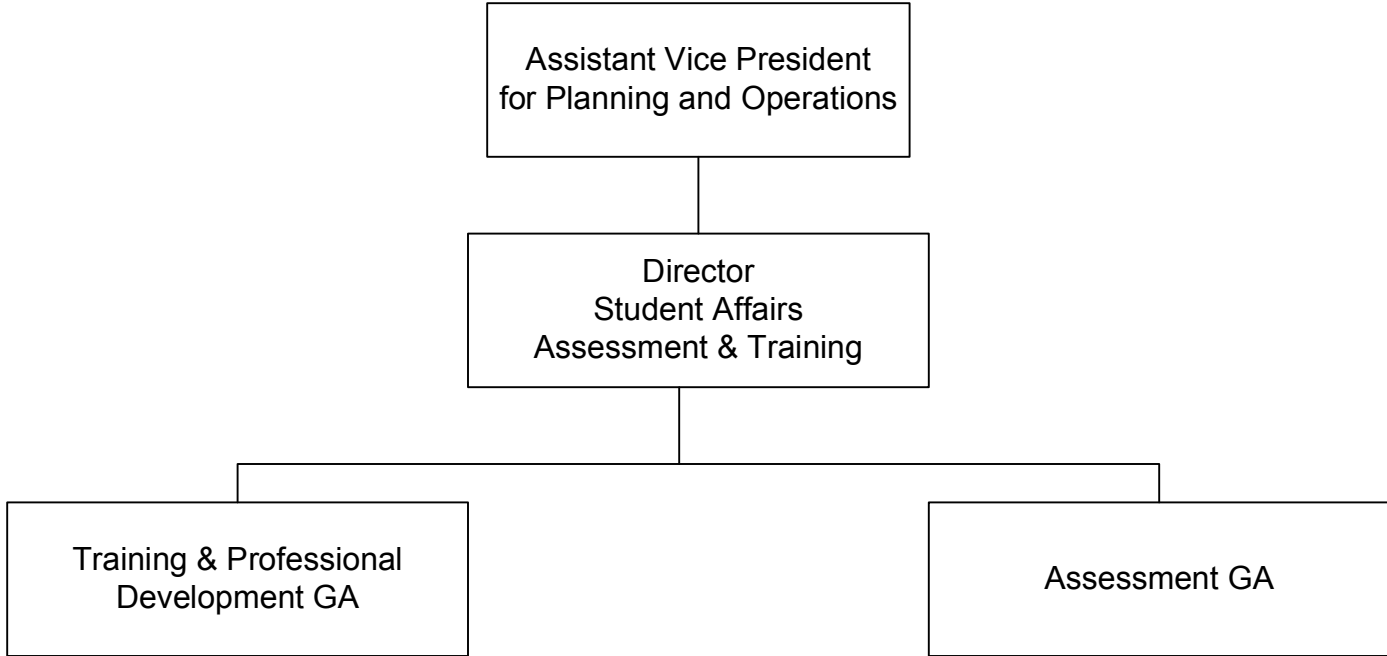 Assistant Vice President
for Planning and Operations
Director
Student Affairs
Assessment & Training
Training & Professional
Development GA
Assessment GA